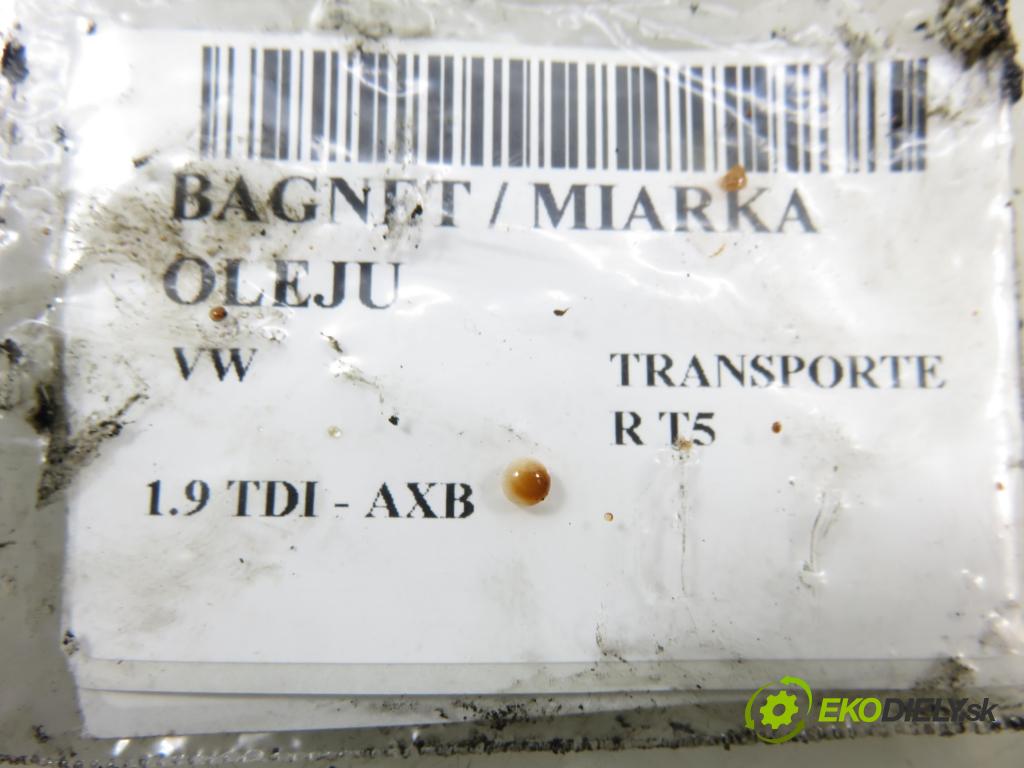 BAGNET / MIARKA
OLEJU
VW
TRANSPORTE
R T5
1.9 TDI - AXB
EKODIELY.sk